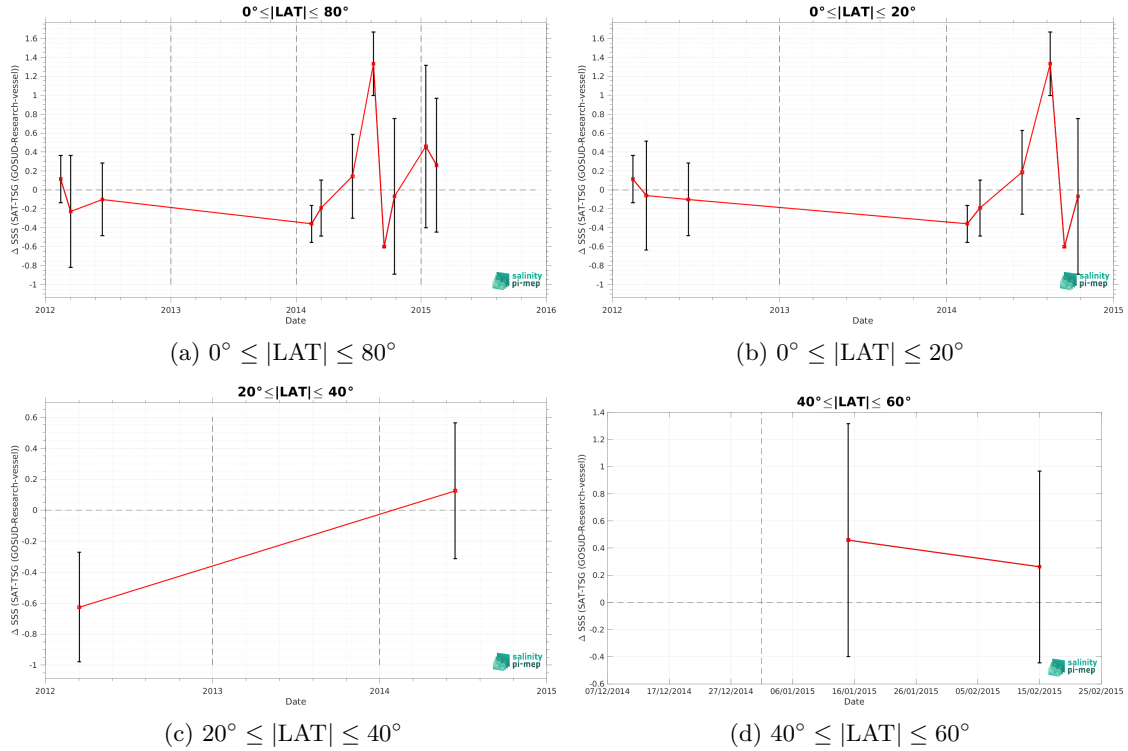 0°≤|LAT|≤ 80°
Δ SSS (SAT-TSG (GOSUD-Research-vessel))
1.6
1.4
1.2
1
0.8
0.6
0.4
0.2
0
-0.2
-0.4
-0.6
-0.8
-1
2012 2013 2014 2015 2016
Date
salinity
pi-mep
(a) 0° ≤ |LAT| ≤ 80°
0°≤|LAT|≤ 20°
Δ SSS (SAT-TSG (GOSUD-Research-vessel))
1.6
1.4
1.2
1
0.8
0.6
0.4
0.2
0
-0.2
-0.4
-0.6
-0.8
-1
2012 2013 2014 2015
Date
salinity
pi-mep
(b) 0° ≤ |LAT| ≤ 20°
20°≤|LAT|≤ 40°
Δ SSS (SAT-TSG (GOSUD-Research-vessel))
0.6
0.4
0.2
0
-0.2
-0.4
-0.6
-0.8
-1
2012 2013 2014 2015
Date
salinity
pi-mep
(c) 20° ≤ |LAT| ≤ 40°
40°≤|LAT|≤ 60°
Δ SSS (SAT-TSG (GOSUD-Research-vessel))
1.4
1.2
1
0.8
0.6
0.4
0.2
0
-0.2
-0.4
-0.6
07/12/2014 17/12/2014 27/12/2014 06/01/2015 16/01/2015 26/01/2015 05/02/2015 15/02/2015 25/02/2015
Date
salinity
pi-mep
(d) 40° ≤ |LAT| ≤ 60°